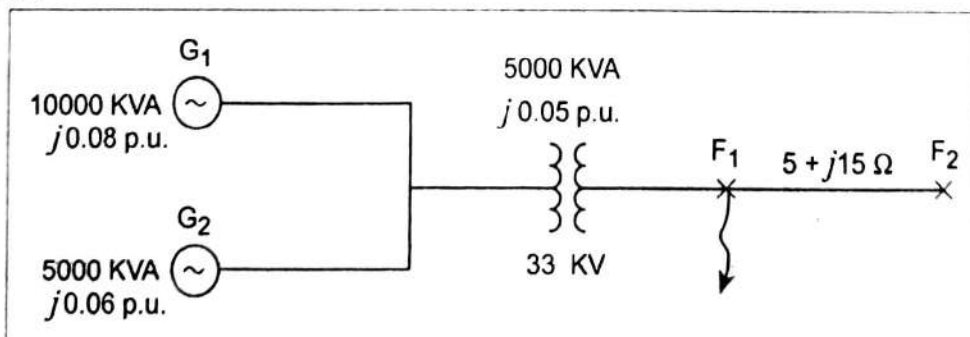 G1
10000 KVA
j 0.08 p.u.
G2
5000 KVA
j 0.06 p.u.
5000 KVA
j 0.05 p.u.
33 KV
F1
5 + j15 Ω
F2